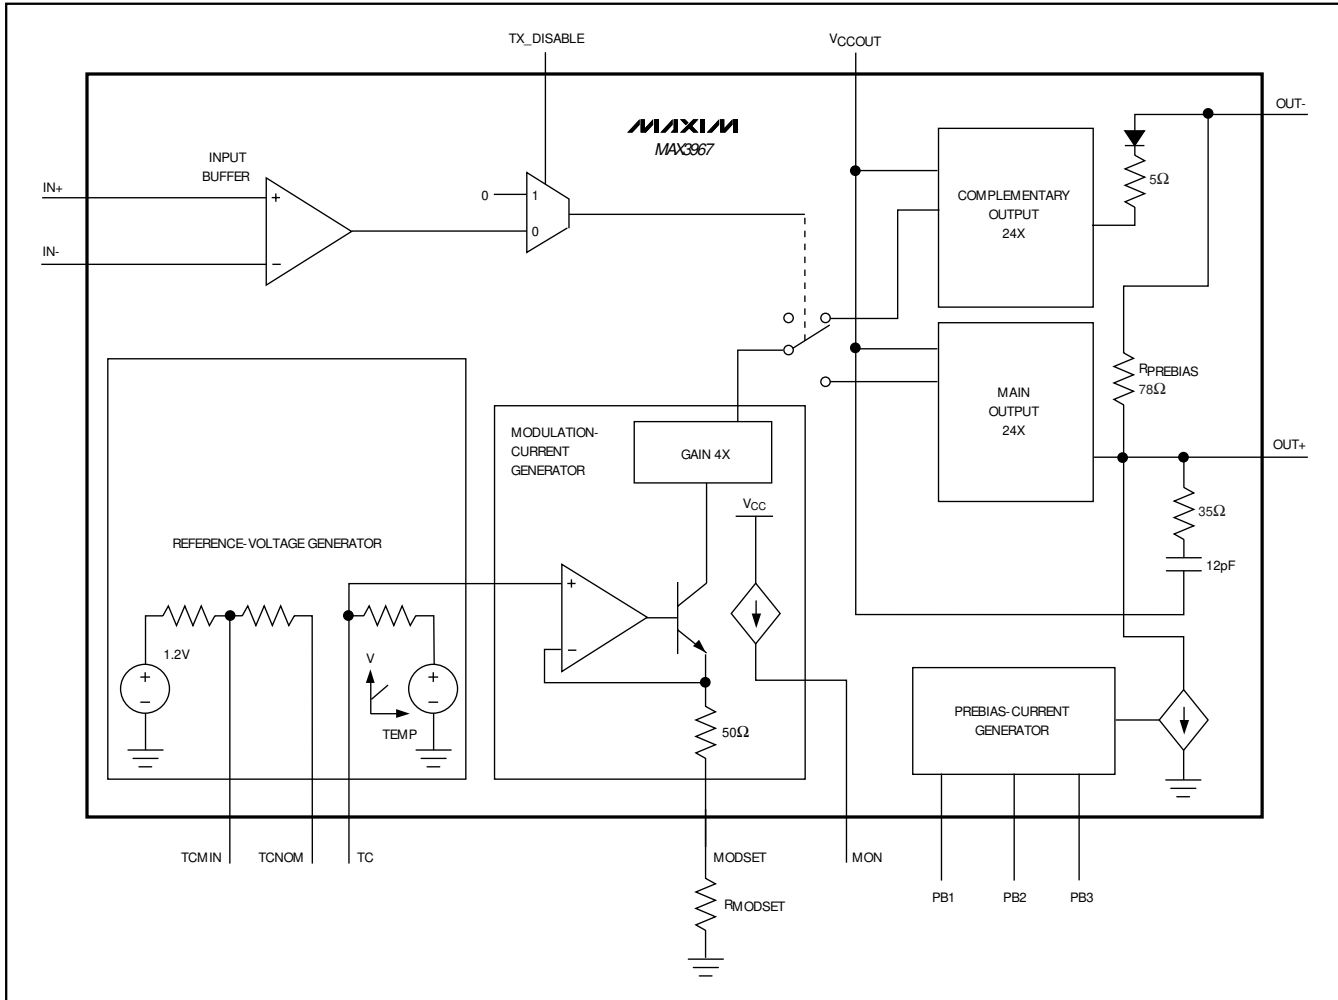 TX_DISABLE
VCCOUT
OUT-
MAXIM
MAX3967
INPUT
BUFFER
IN+
IN-
+
−
0
1
0
COMPLEMENTARY
OUTPUT
24X
5Ω
RPREBIAS
78Ω
MAIN
OUTPUT
24X
OUT+
35Ω
12pF
MODULATION-
CURRENT
GENERATOR
GAIN 4X
VCC
REFERENCE-VOLTAGE GENERATOR
+
−
1.2V
+
−
V
TEMP
+
−
50Ω
PREBIAS-CURRENT
GENERATOR
TCMIN
TCNOM
TC
MODSET
MON
RMODSET
PB1
PB2
PB3